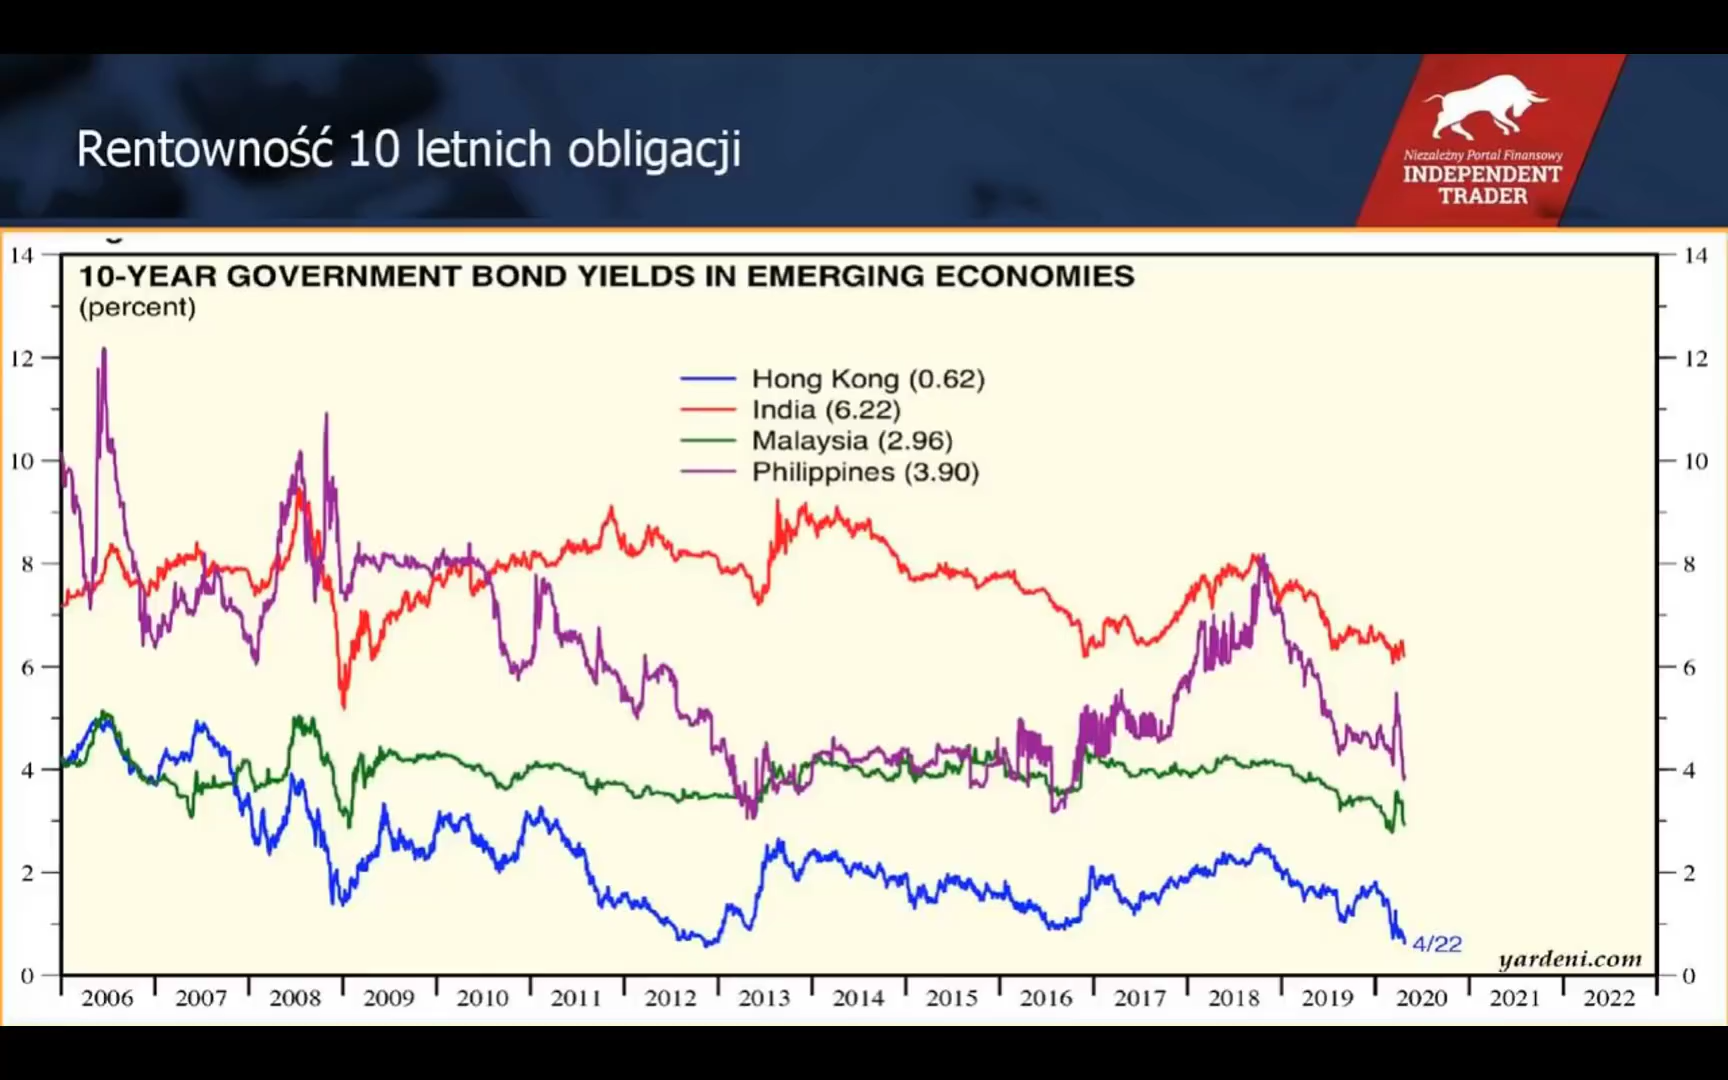 Rentowność 10 letnich obligacji
Niezależny Portal Finansowy
INDEPENDENT
TRADER
10-YEAR GOVERNMENT BOND YIELDS IN EMERGING ECONOMIES
(percent)
Hong Kong (0.62)
India (6.22)
Malaysia (2.96)
Philippines (3.90)
14 14
12 12
10 10
8 8
6 6
4 4
2 2
4/22
yardeni.com
0 0
2006 2007 2008 2009 2010 2011 2012 2013 2014 2015 2016 2017 2018 2019 2020 2021 2022